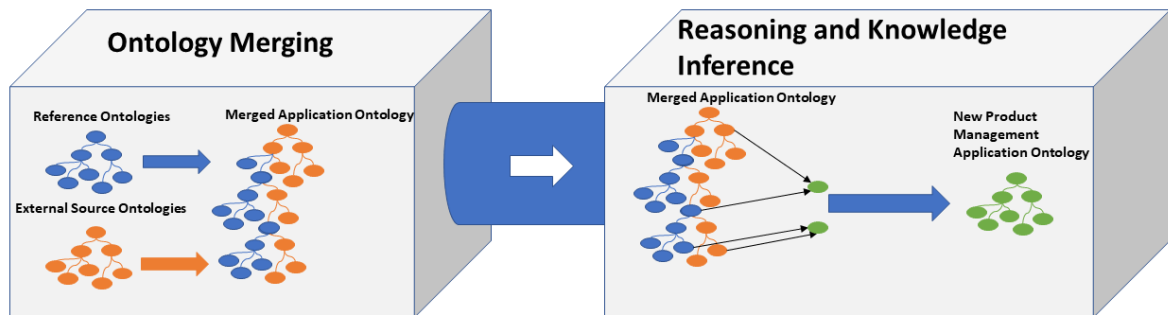 Ontology Merging
Reference Ontologies
Merged Application Ontology
External Source Ontologies
Reasoning and Knowledge
Inference
Merged Application Ontology
New Product
Management
Application Ontology